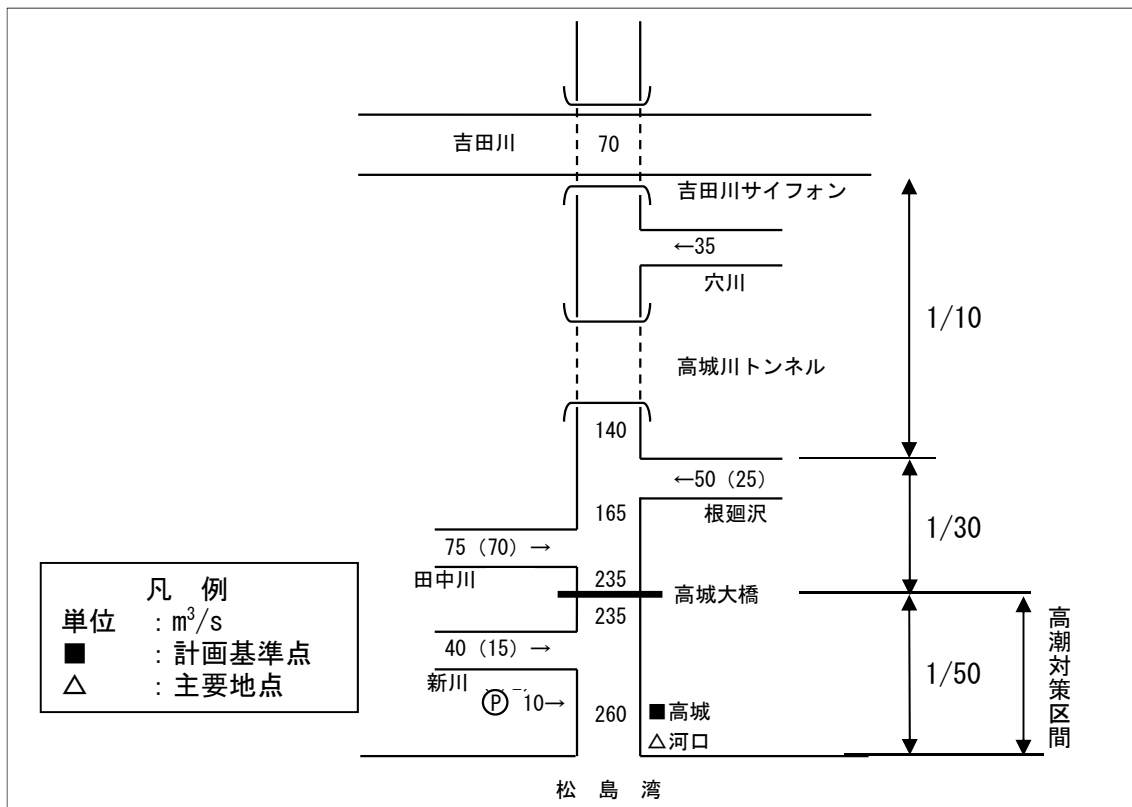 吉田川
70
吉田川サイフォン
←35
穴川
1/10
高城川トンネル
140
←50（25）
165
根廻沢
1/30
75（70）→
田中川
235
高城大橋
235
40（15）→
新川
1/50
高潮対策区間
Ⓟ 10→
260
■高城
△河口
松島湾
凡 例
単位 ：m³/s
■ ：計画基準点
△ ：主要地点